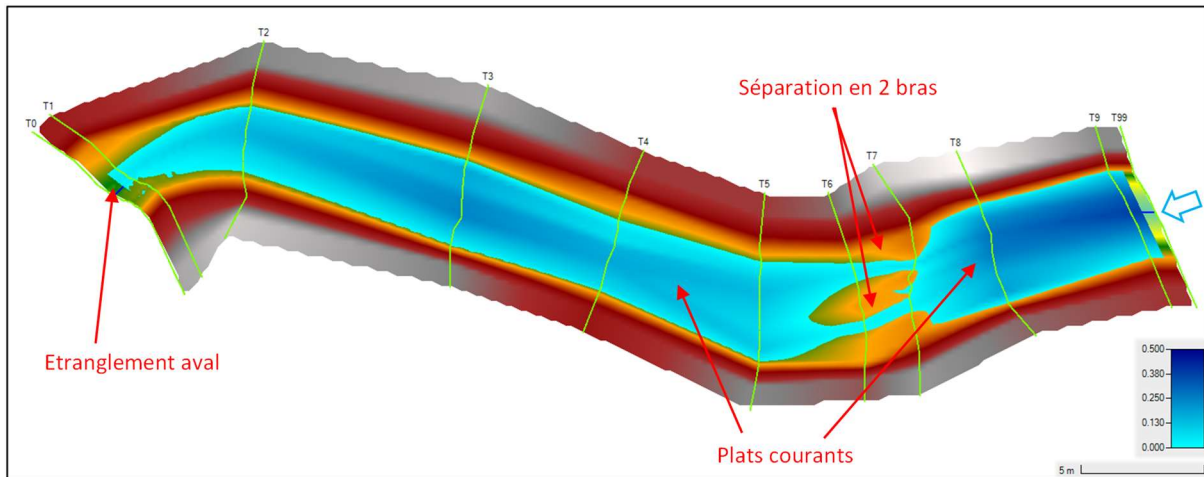 T2
Séparation en 2 bras
T3
T1
T0
T9
T99
T4
T8
T7
T5
T6
Etranglement aval
0.500
0.380
0.250
0.130
0.000
Plats courants
5 m